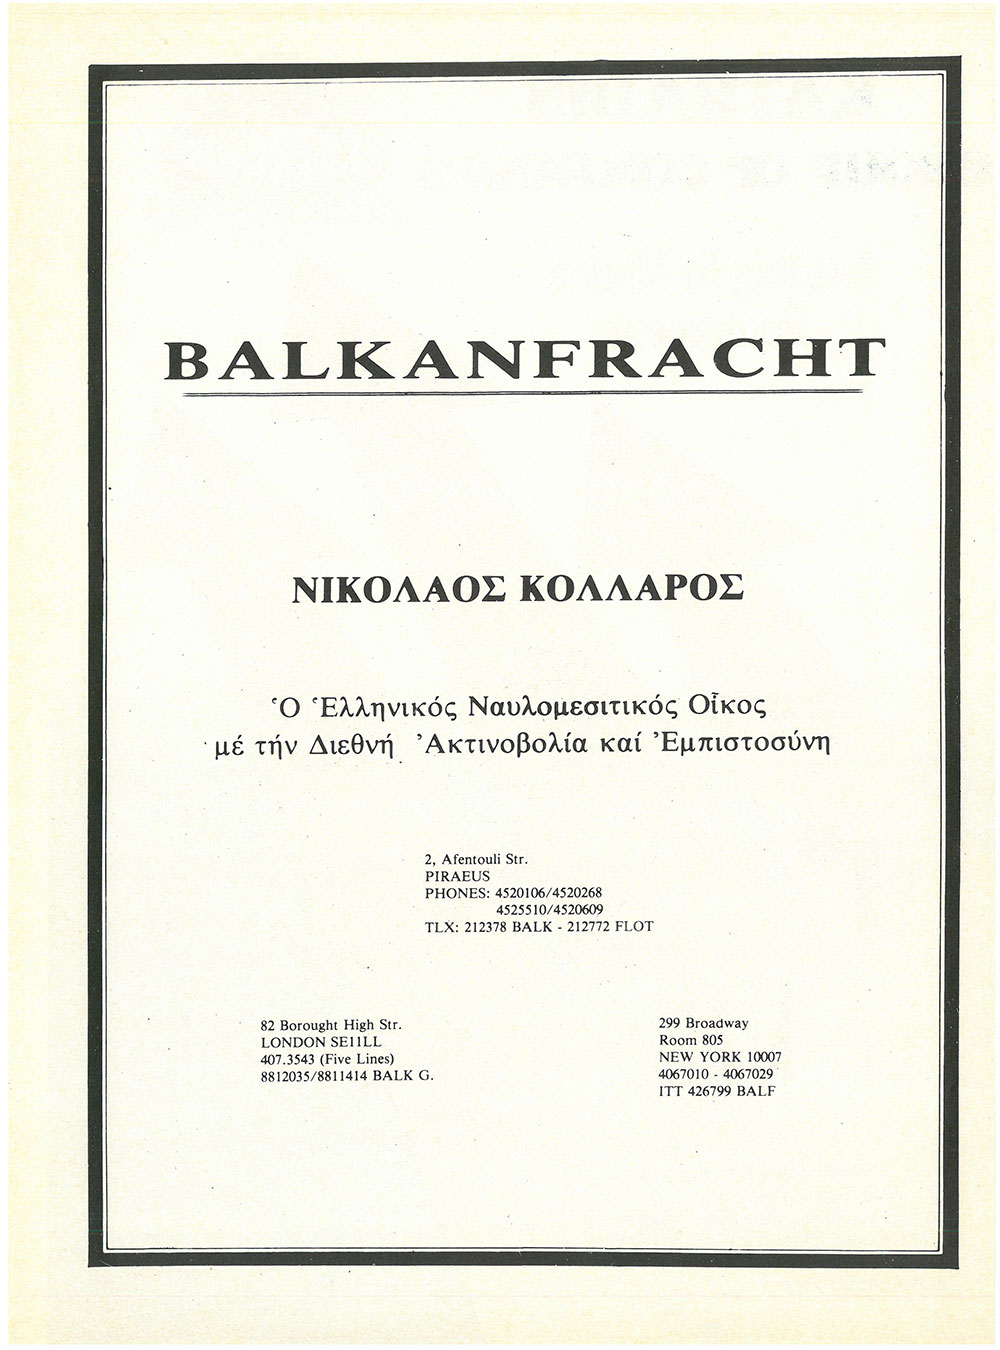 BALKANFRACHT
ΝΙΚΟΛΑΟΣ ΚΟΛΛΑΡΟΣ
Ὁ Ἑλληνικός Ναυλομεσιτικός Οἶκος
μέ τήν Διεθνή Ἀκτινοβολία καί Ἐμπιστοσύνη
2, Afentouli Str.
PIRAEUS
PHONES: 4520106/4520268
4525510/4520609
TLX: 212378 BALK - 212772 FLOT
82 Borought High Str.
LONDON SE11LL
407.3543 (Five Lines)
8812035/8811414 BALK G.
299 Broadway
Room 805
NEW YORK 10007
4067010 - 4067029
ITT 426799 BALF